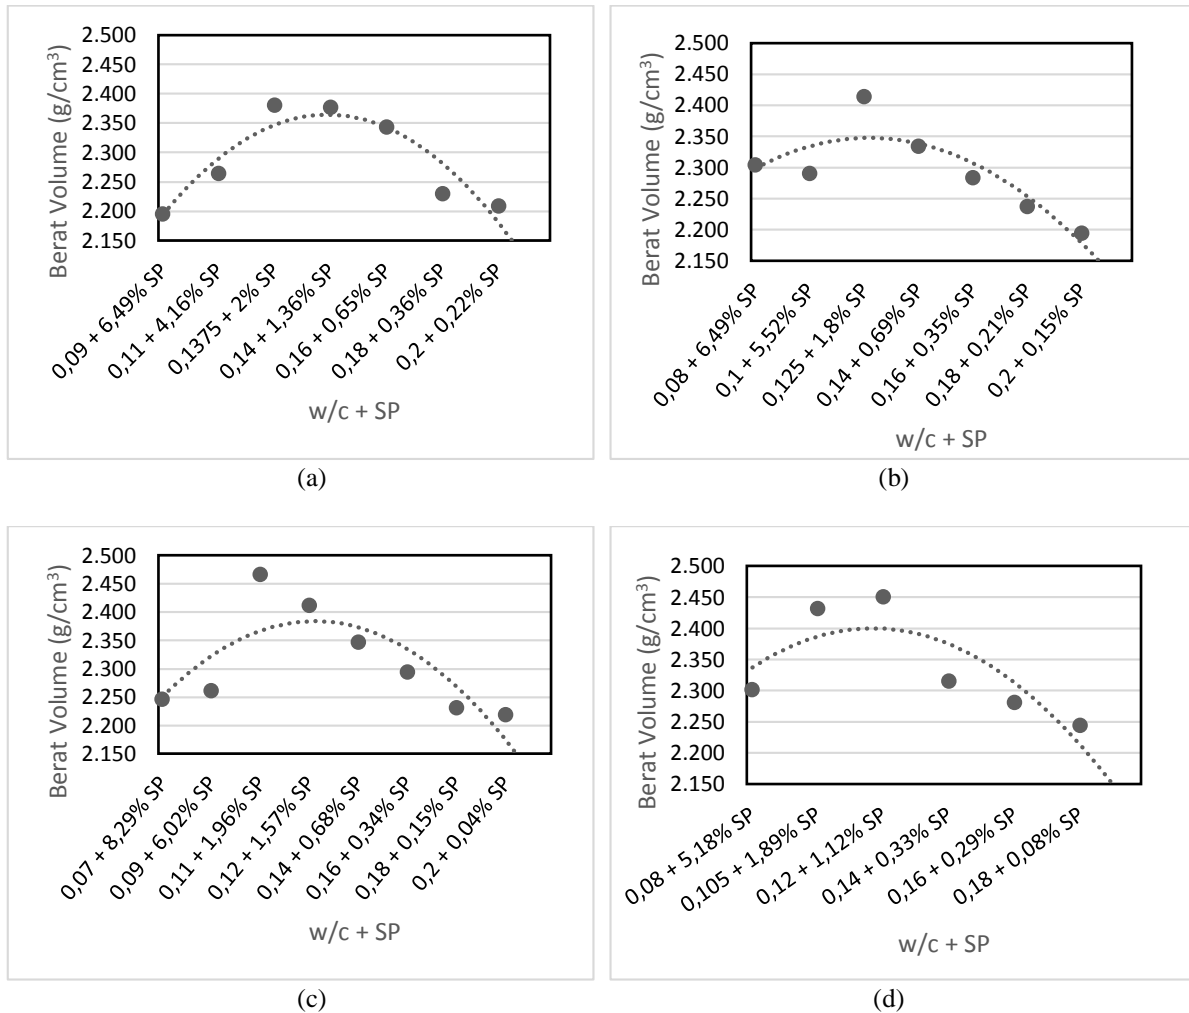 Berat Volume (g/cm³)
2.500
2.450
2.400
2.350
2.300
2.250
2.200
2.150
0,09 + 6,49% SP
0,11 + 4,16% SP
0,1375 + 2% SP
0,14 + 1,36% SP
0,16 + 0,65% SP
0,18 + 0,36% SP
0,2 + 0,22% SP
w/c + SP
(a)
Berat Volume (g/cm³)
2.500
2.450
2.400
2.350
2.300
2.250
2.200
2.150
0,08 + 6,49% SP
0,1 + 5,52% SP
0,125 + 1,8% SP
0,14 + 0,69% SP
0,16 + 0,35% SP
0,18 + 0,21% SP
0,2 + 0,15% SP
w/c + SP
(b)
Berat Volume (g/cm³)
2.500
2.450
2.400
2.350
2.300
2.250
2.200
2.150
0,07 + 8,29% SP
0,09 + 6,02% SP
0,11 + 1,96% SP
0,12 + 1,57% SP
0,14 + 0,68% SP
0,16 + 0,34% SP
0,18 + 0,15% SP
0,2 + 0,04% SP
w/c + SP
(c)
Berat Volume (g/cm³)
2.500
2.450
2.400
2.350
2.300
2.250
2.200
2.150
0,08 + 5,18% SP
0,105 + 1,89% SP
0,12 + 1,12% SP
0,14 + 0,33% SP
0,16 + 0,29% SP
0,18 + 0,08% SP
w/c + SP
(d)